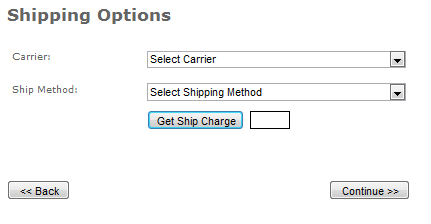 Shipping Options
Carrier: Select Carrier
Ship Method: Select Shipping Method
Get Ship Charge
<< Back Continue >>